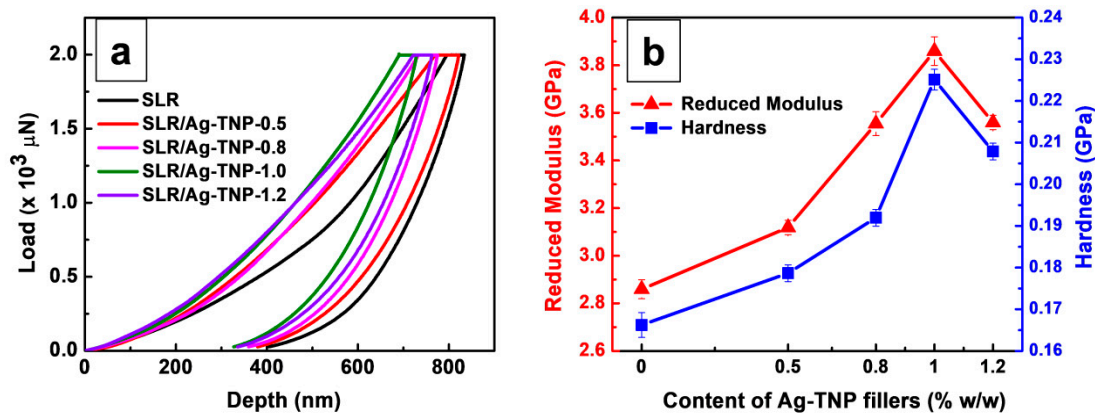 a
2.0
1.5
1.0
0.5
0.0
Load (x 10³ μN)
SLR
SLR/Ag-TNP-0.5
SLR/Ag-TNP-0.8
SLR/Ag-TNP-1.0
SLR/Ag-TNP-1.2
0 200 400 600 800
Depth (nm)
b
4.0
3.8
3.6
3.4
3.2
3.0
2.8
2.6
Reduced Modulus (GPa)
Reduced Modulus
Hardness
0.24
0.23
0.22
0.21
0.20
0.19
0.18
0.17
0.16
Hardness (GPa)
0 0.5 0.8 1 1.2
Content of Ag-TNP fillers (% w/w)